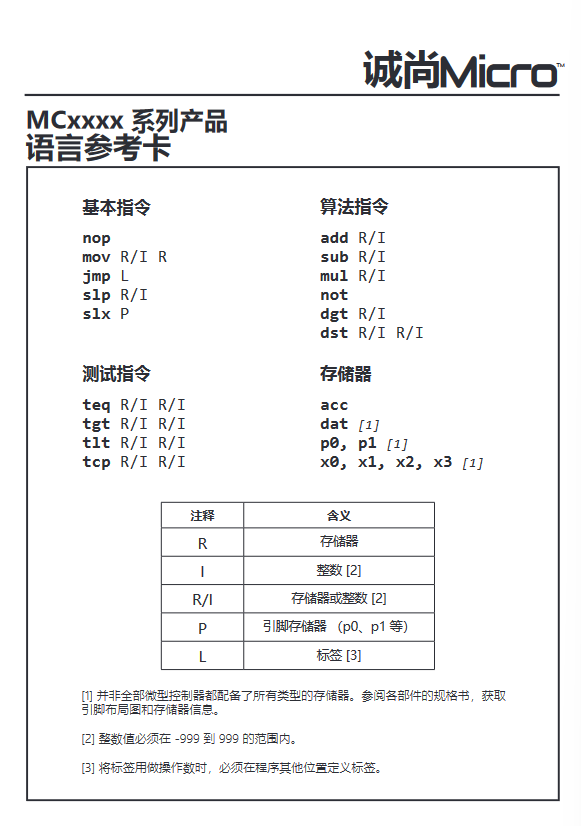 诚尚Micro™
MCxxxx 系列产品
语言参考卡
基本指令
nop
mov R/I R
jmp L
slp R/I
slx P
算法指令
add R/I
sub R/I
mul R/I
not
dgt R/I
dst R/I R/I
测试指令
teq R/I R/I
tgt R/I R/I
tlt R/I R/I
tcp R/I R/I
存储器
acc
dat [1]
p0, p1 [1]
x0, x1, x2, x3 [1]
注释 含义
R 存储器
I 整数 [2]
R/I 存储器或整数 [2]
P 引脚存储器 （p0、p1 等）
L 标签 [3]
[1] 并非全部微型控制器都配备了所有类型的存储器。参阅各部件的规格书，获取
引脚布局图和存储器信息。
[2] 整数值必须在 -999 到 999 的范围内。
[3] 将标签用做操作数时，必须在程序其他位置定义标签。